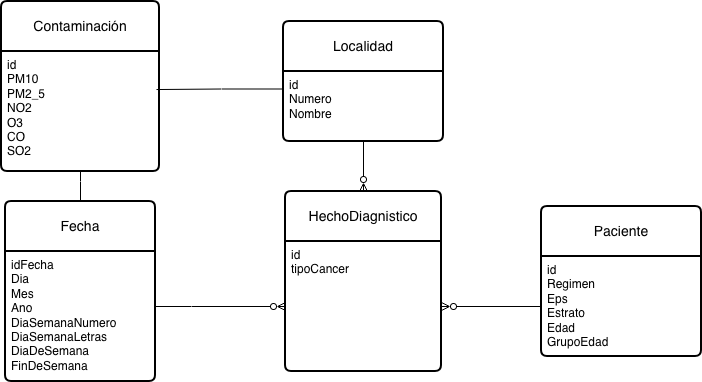 Contaminación
id
PM10
PM2_5
NO2
O3
CO
SO2
Localidad
id
Numero
Nombre
Fecha
idFecha
Dia
Mes
Ano
DiaSemanaNumero
DiaSemanaLetras
DiaDeSemana
FinDeSemana
HechoDiagnistico
id
tipoCancer
Paciente
id
Regimen
Eps
Estrato
Edad
GrupoEdad